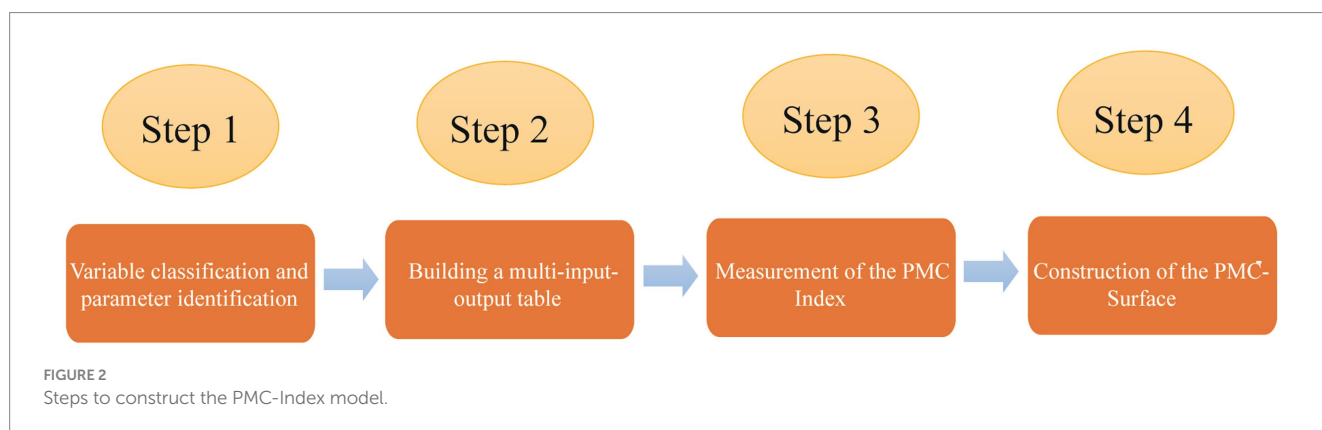 Step 1
Step 2
Step 3
Step 4
Variable classification and
parameter identification
Building a multi-input-
output table
Measurement of the PMC
Index
Construction of the PMC-
Surface
FIGURE 2
Steps to construct the PMC-Index model.